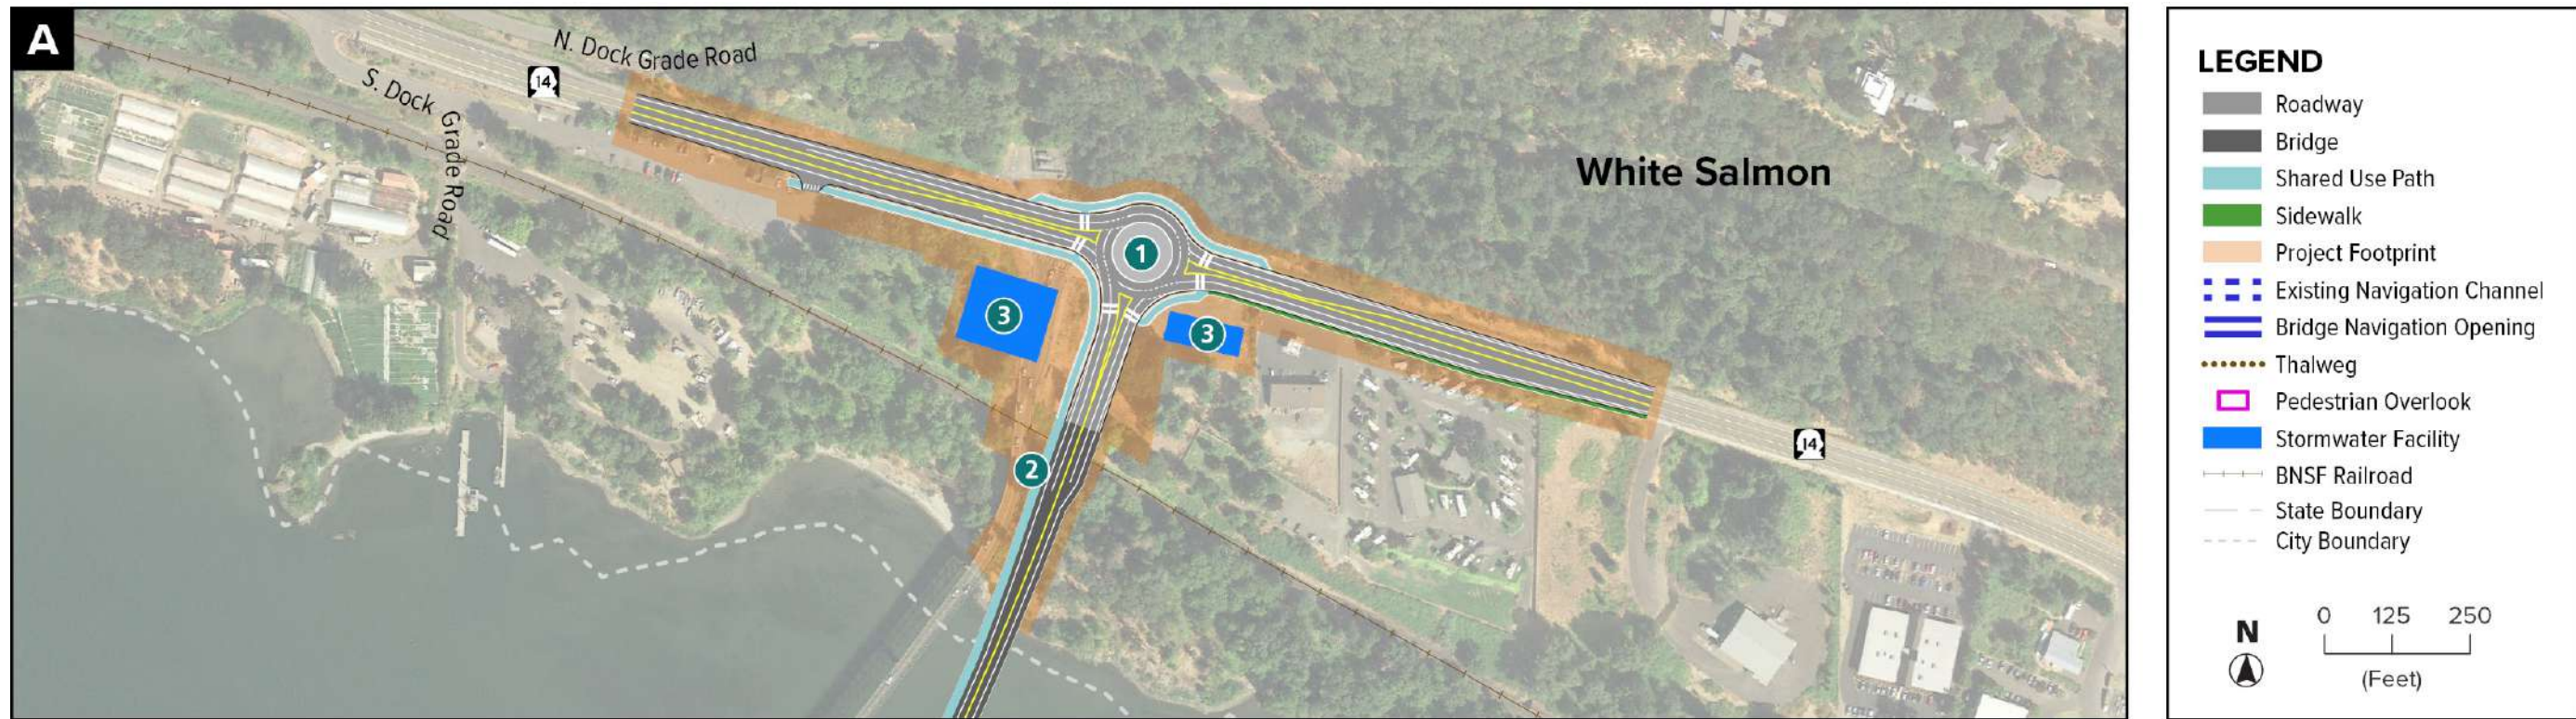 A
N. Dock Grade Road
14
S. Dock Grade Road
White Salmon
1
3
3
2
14
LEGEND
Roadway
Bridge
Shared Use Path
Sidewalk
Project Footprint
Existing Navigation Channel
Bridge Navigation Opening
Thalweg
Pedestrian Overlook
Stormwater Facility
BNSF Railroad
State Boundary
City Boundary
N
0 125 250
(Feet)